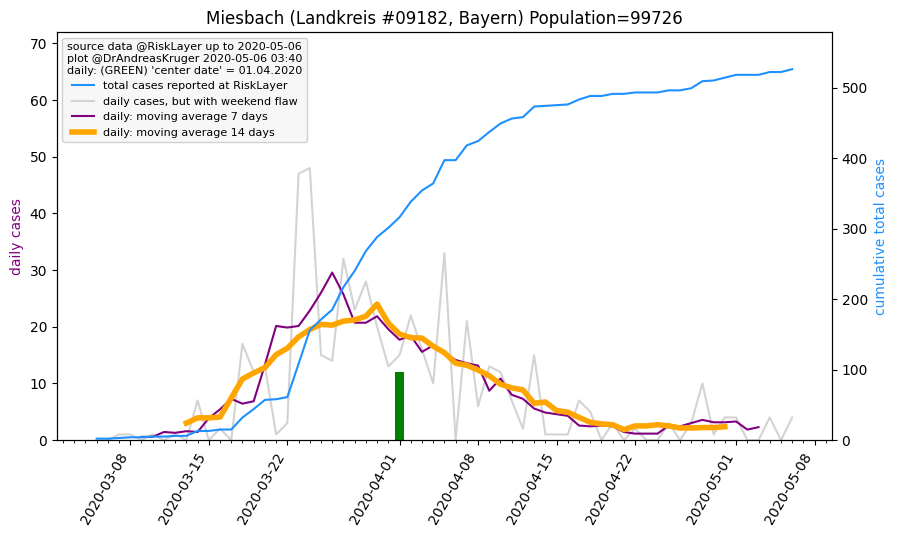 Miesbach (Landkreis #09182, Bayern) Population=99726
source data @RiskLayer up to 2020-05-06
plot @DrAndreasKruger 2020-05-06 03:40
daily: (GREEN) 'center date' = 01.04.2020
total cases reported at RiskLayer
daily cases, but with weekend flaw
daily: moving average 7 days
daily: moving average 14 days
70
60
50
40
30
20
10
0
daily cases
500
400
300
200
100
0
cumulative total cases
2020-03-08
2020-03-15
2020-03-22
2020-04-01
2020-04-08
2020-04-15
2020-04-22
2020-05-01
2020-05-08